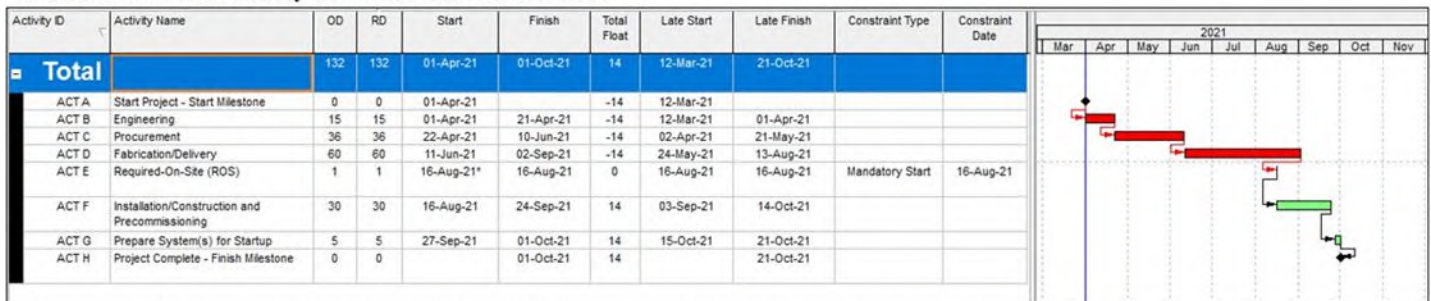 Activity ID Activity Name OD RD Start Finish Total Float Late Start Late Finish Constraint Type Constraint Date
2021
Mar Apr May Jun Jul Aug Sep Oct Nov
Total 132 132 01-Apr-21 01-Oct-21 14 12-Mar-21 21-Oct-21
ACT A Start Project - Start Milestone 0 0 01-Apr-21 -14 12-Mar-21
ACT B Engineering 15 15 01-Apr-21 21-Apr-21 -14 12-Mar-21 01-Apr-21
ACT C Procurement 36 36 22-Apr-21 10-Jun-21 -14 02-Apr-21 21-May-21
ACT D Fabrication/Delivery 60 60 11-Jun-21 02-Sep-21 -14 24-May-21 13-Aug-21
ACT E Required-On-Site (ROS) 1 1 16-Aug-21* 16-Aug-21 0 16-Aug-21 16-Aug-21 Mandatory Start 16-Aug-21
ACT F Installation/Construction and 30 30 16-Aug-21 24-Sep-21 14 03-Sep-21 14-Oct-21
Precommissioning
ACT G Prepare System(s) for Startup 5 5 27-Sep-21 01-Oct-21 14 15-Oct-21 21-Oct-21
ACT H Project Complete - Finish Milestone 0 0 01-Oct-21 14 21-Oct-21